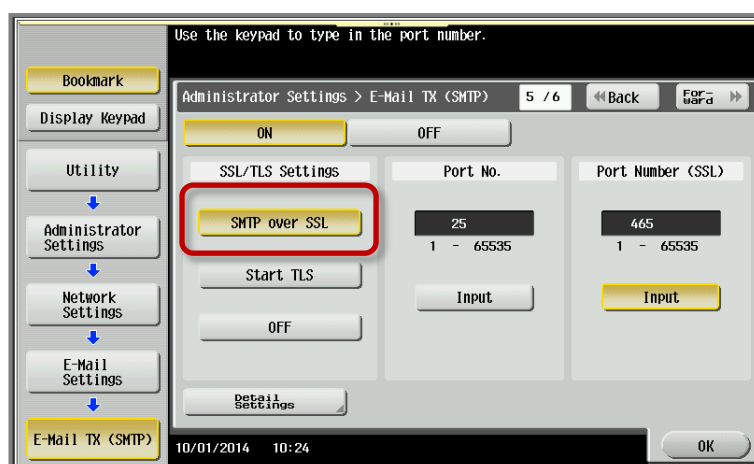 Use the keypad to type in the port number.
Bookmark
Display Keypad
Utility
Administrator
Settings
Network
Settings
E-Mail
Settings
E-Mail TX (SMTP)
Administrator Settings > E-Mail TX (SMTP)
5 /6
Back
For-
ward
ON
OFF
SSL/TLS Settings
SMTP over SSL
Start TLS
OFF
Detail
Settings
Port No.
25
1 - 65535
Input
Port Number (SSL)
465
1 - 65535
Input
10/01/2014 10:24
OK